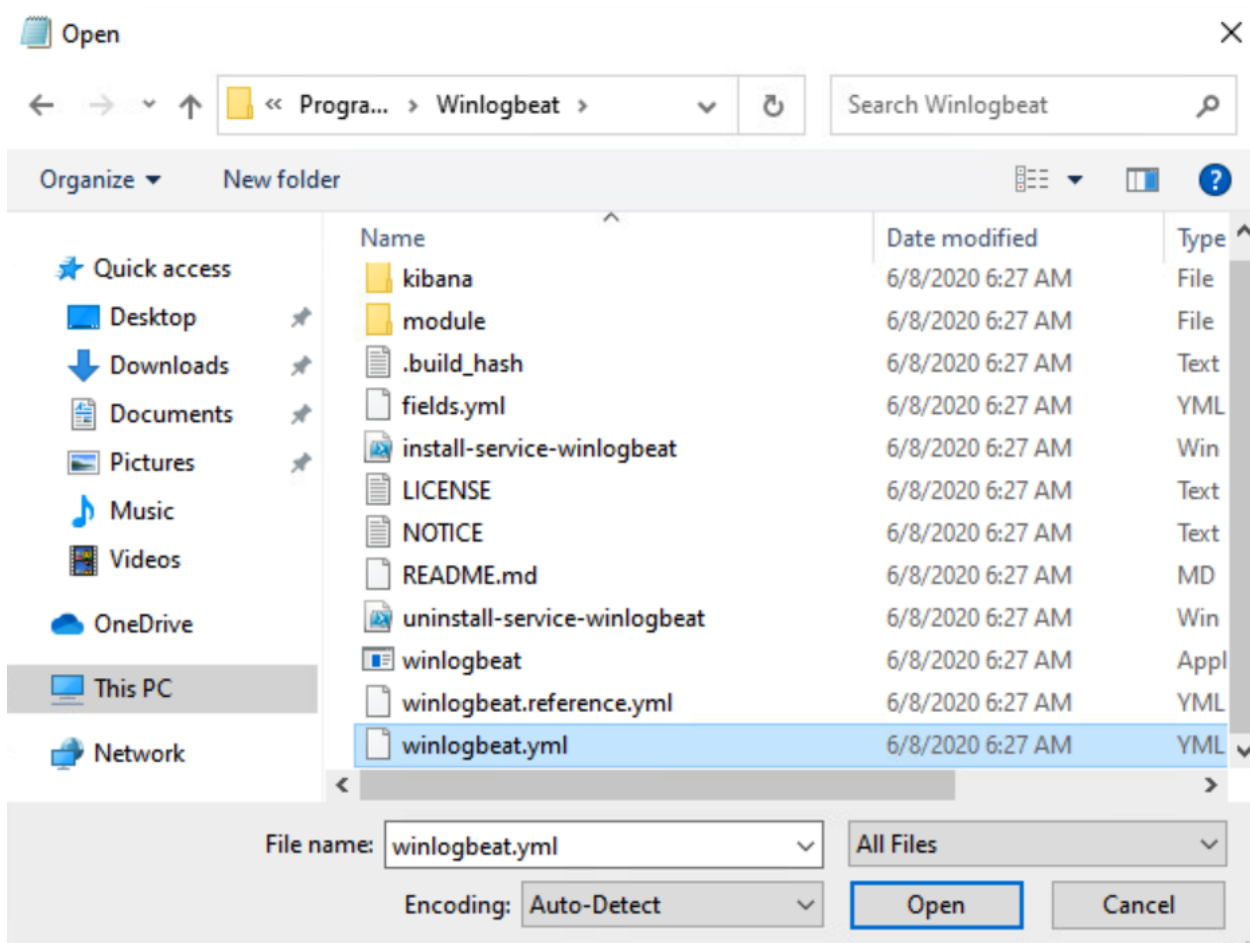 Open
« Progra... > Winlogbeat >
Search Winlogbeat
Organize
New folder
?
Name Date modified Type
Quick access
Desktop
Downloads
Documents
Pictures
Music
Videos
OneDrive
This PC
Network
kibana 6/8/2020 6:27 AM File
module 6/8/2020 6:27 AM File
.build_hash 6/8/2020 6:27 AM Text
fields.yml 6/8/2020 6:27 AM YML
install-service-winlogbeat 6/8/2020 6:27 AM Win
LICENSE 6/8/2020 6:27 AM Text
NOTICE 6/8/2020 6:27 AM Text
README.md 6/8/2020 6:27 AM MD
uninstall-service-winlogbeat 6/8/2020 6:27 AM Win
winlogbeat 6/8/2020 6:27 AM Appl
winlogbeat.reference.yml 6/8/2020 6:27 AM YML
winlogbeat.yml 6/8/2020 6:27 AM YML
File name: winlogbeat.yml All Files
Encoding: Auto-Detect Open Cancel